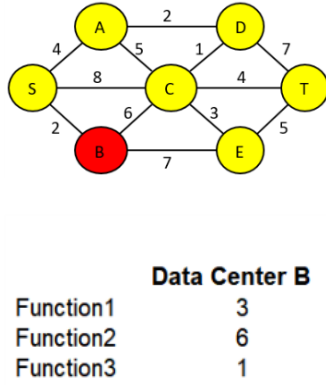 A 2 D
4 5 1 7
S 8 C 4 T
2 6 3 5
B 7 E
Data Center B
Function1 3
Function2 6
Function3 1